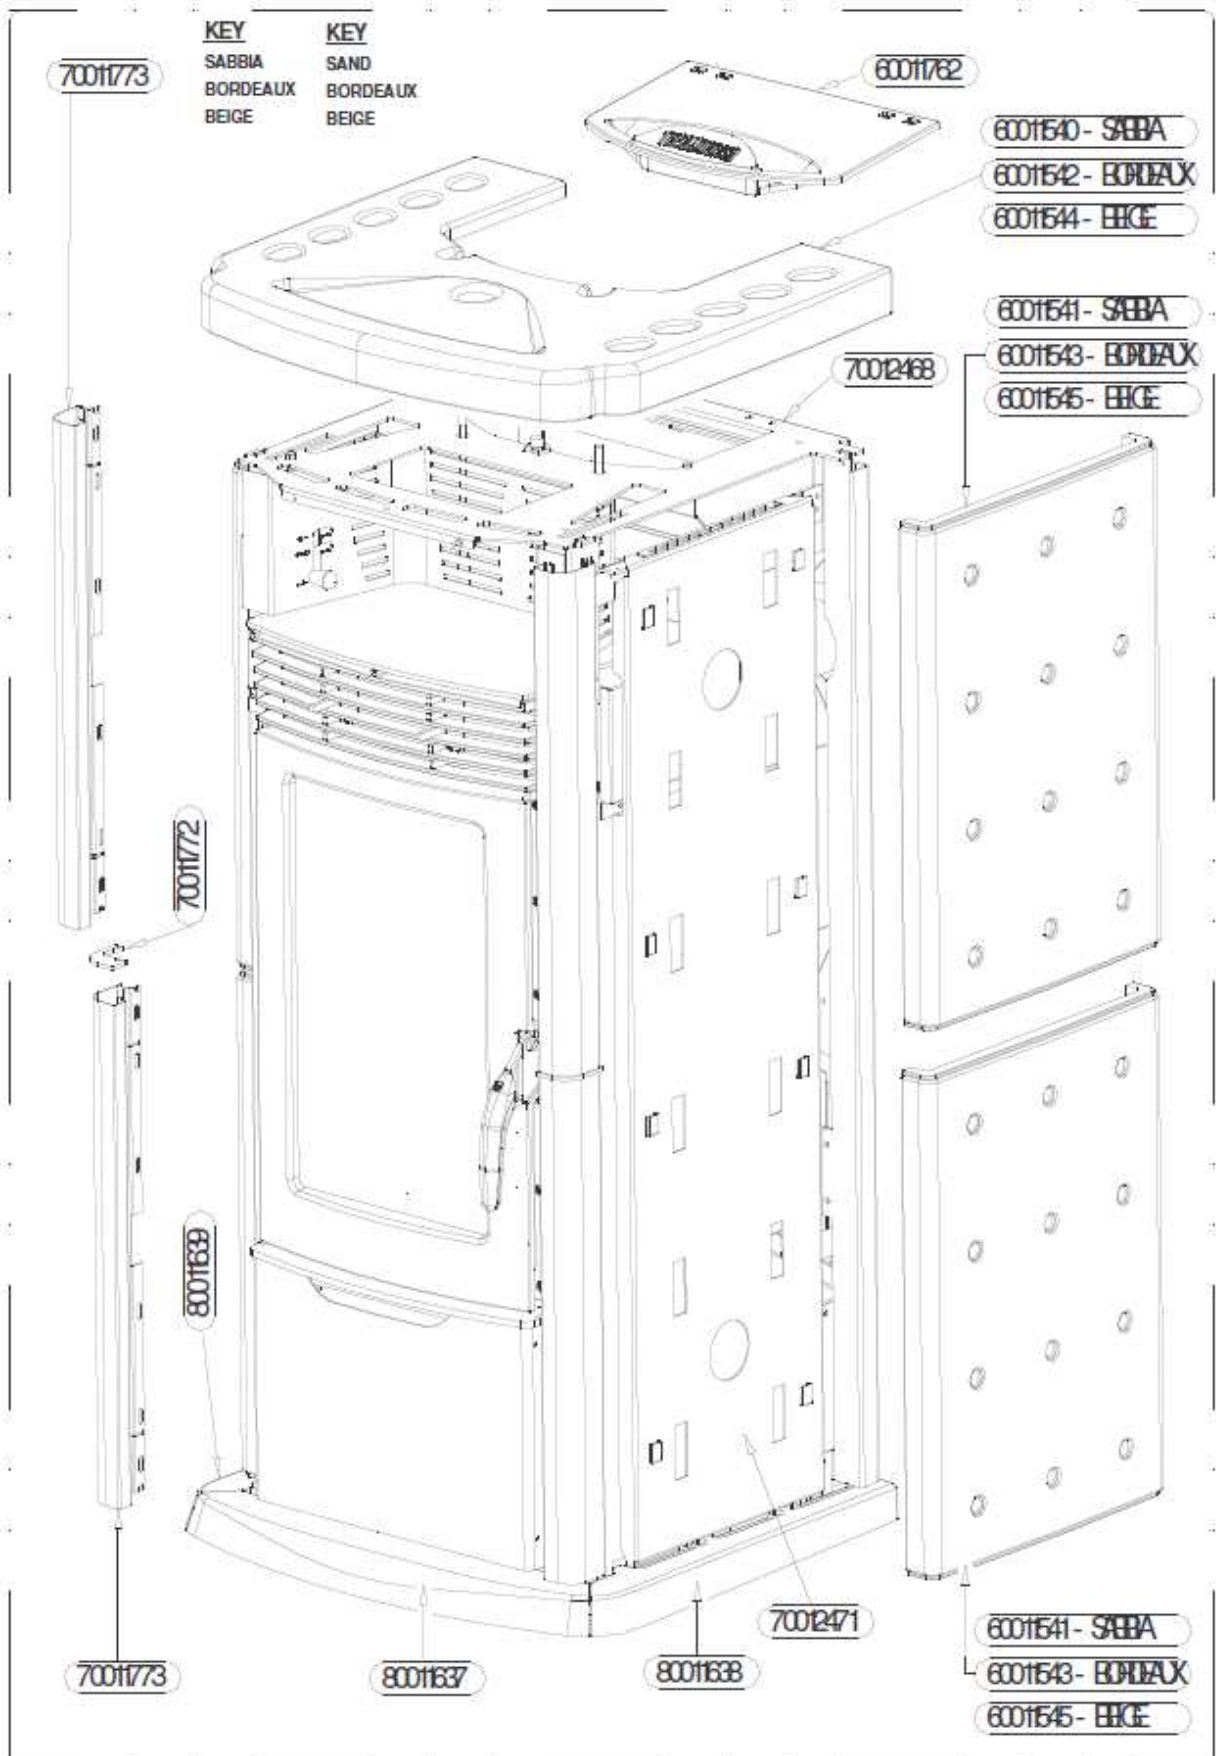 KEY KEY
SABBIA SAND
BORDEAUX BORDEAUX
BEIGE BEIGE
70011773
60011762
60011540 - SABBIA
60011542 - BORDEAUX
60011544 - BEIGE
60011541 - SABBIA
60011543 - BORDEAUX
60011545 - BEIGE
70012468
70011772
80011639
70011773
80011637
80011638
70012471
60011541 - SABBIA
60011543 - BORDEAUX
60011545 - BEIGE